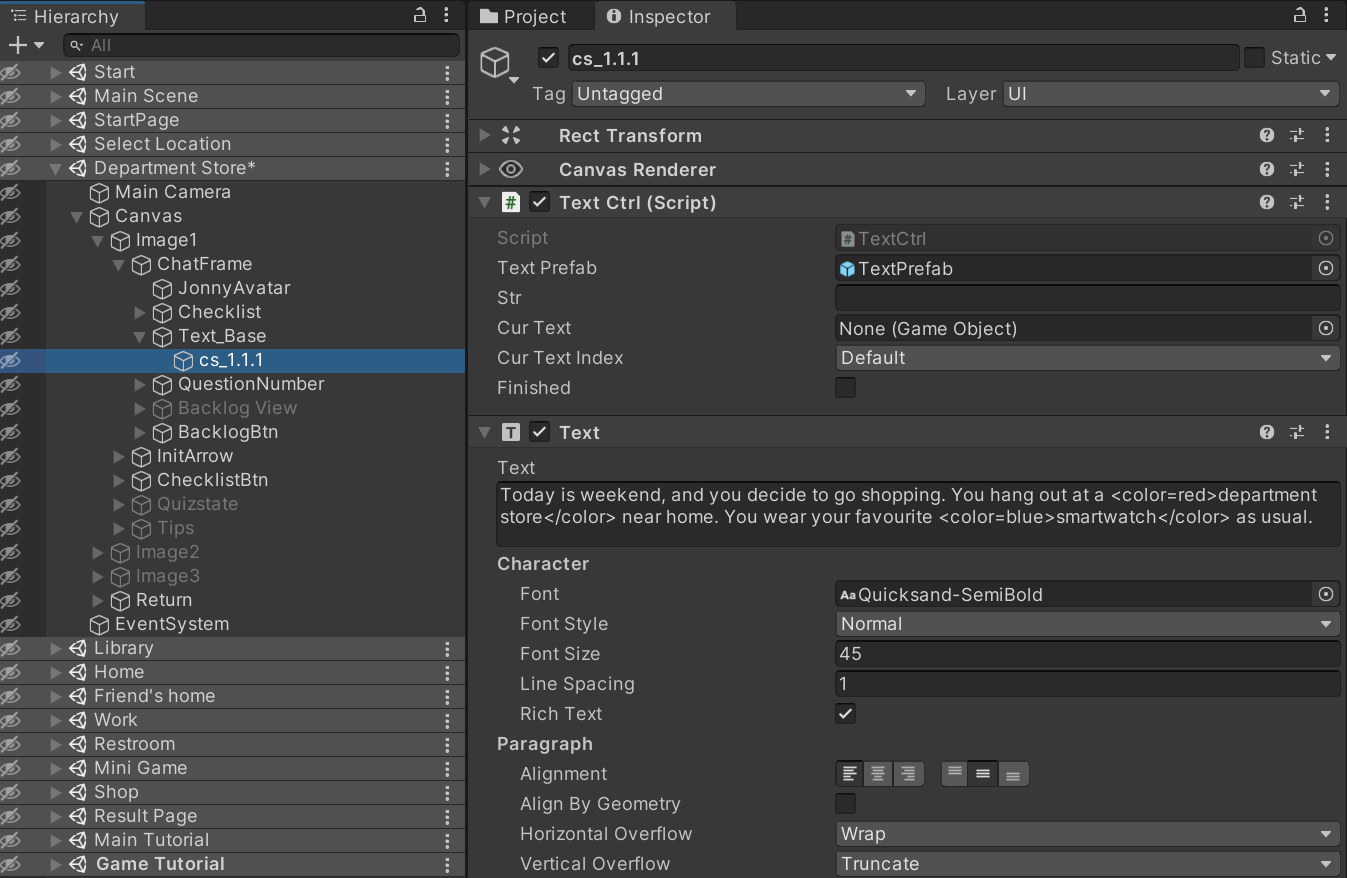 Hierarchy
All
Start
Main Scene
StartPage
Select Location
Department Store*
Main Camera
Canvas
Image1
ChatFrame
JonnyAvatar
Checklist
Text_Base
cs_1.1.1
QuestionNumber
Backlog View
BacklogBtn
InitArrow
ChecklistBtn
Quizstate
Tips
Image2
Image3
Return
EventSystem
Library
Home
Friend's home
Work
Restroom
Mini Game
Shop
Result Page
Main Tutorial
Game Tutorial
Project Inspector
cs_1.1.1 Static
Tag Untagged Layer UI
Rect Transform
Canvas Renderer
# Text Ctrl (Script)
Script # TextCtrl
Text Prefab TextPrefab
Str
Cur Text None (Game Object)
Cur Text Index Default
Finished
T Text
Text
Today is weekend, and you decide to go shopping. You hang out at a <color=red>department
store</color> near home. You wear your favourite <color=blue>smartwatch</color> as usual.
Character
Font Aa Quicksand-SemiBold
Font Style Normal
Font Size 45
Line Spacing 1
Rich Text
Paragraph
Alignment
Align By Geometry
Horizontal Overflow Wrap
Vertical Overflow Truncate